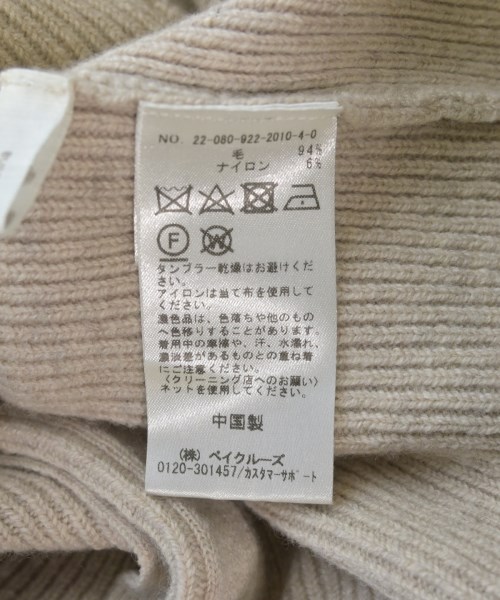 NO. 22-080-922-2010-4-0
毛 94%
ナイロン 6%
F W
タンブラー乾燥はお避けくだ
さい。
アイロンは当て布を使用して
ください。
濃色品は、色落ちや他のもの
へ色移りすることがあります。
着用中の摩擦や、汗、水濡れ、
濃淡差があるものとの重ね着
にご注意ください。
〈クリーニング店へのお願い〉
ネットを使用してください。
中国製
(株) ベイクルーズ
0120-301457/カスタマーサポート